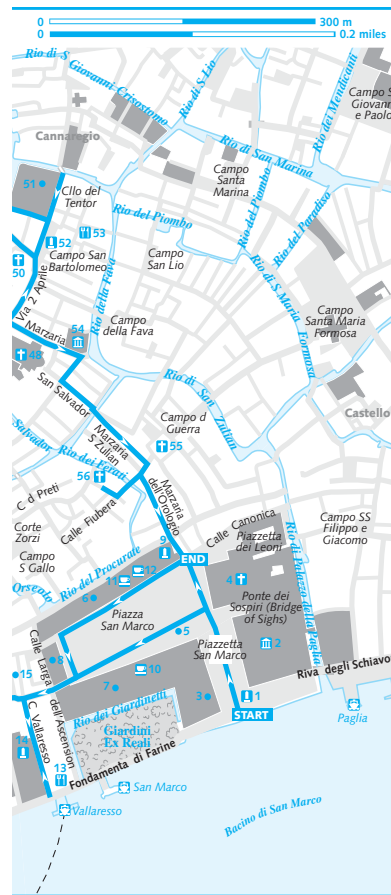 0 300 m
0 0.2 miles
Rio di S
Giovanni Crisostomo
Rio di S Lio
Rio dei Mendicanti
Campo S
Giovan
e Paolo
Cannaregio
Rio di San Marina
Campo
Santa
Marina
51
Cllo del
Tentor
Rio del Piombo
Rio del Piombo
Rio del Paradiso
52
53
50
Campo San
Bartolomeo
Campo
San Lio
Via 2 Aprile
Rio della Fava
Rio di S Maria
Formosa
Marzaria
54
Campo
della Fava
Campo
Santa Maria
Formosa
48
San Salvador
Rio di San
Zulian
Castello
Marzaria
S Zulian
Campo d
Guerra
Salvador
Rio dei Ferati
55
56
C d Preti
Calle Fiubera
Marzaria
dell'Orologio
Corte
Zorzi
Campo
S Gallo
Calle Canonica
Campo SS
Filippo e
Giacomo
Piazzetta
dei Leoni
9
END
Orseolo
Rio del Procurate
12
11
6
4
Rio di Palazzo della Paglia
Piazza
San Marco
Ponte dei
Sospiri (Bridge
of Sighs)
5
Piazzetta
San Marco
2
15
8
10
Calle Larga
dell'Ascension
C Vallaresso
7
3
1
START
Riva degli Schiavo
Rio dei Giardinetti
Giardini
Ex Reali
Paglia
14
13
Fondamenta di Farine
San Marco
Vallaresso
Bacino di San Marco